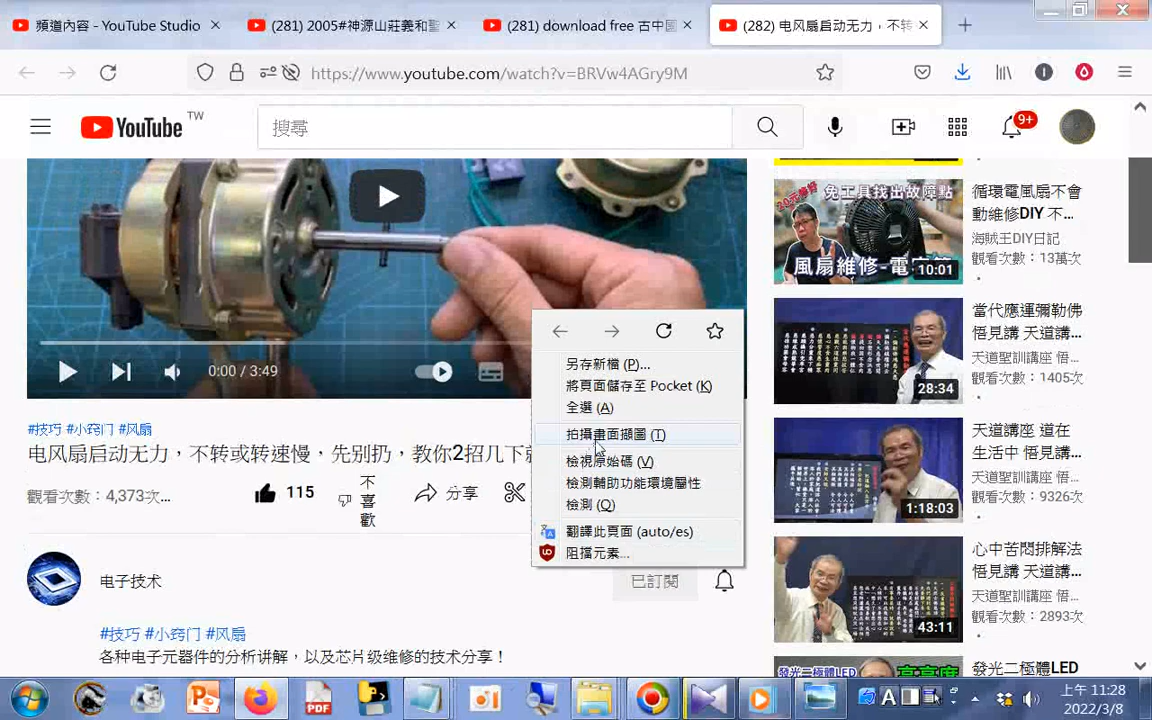 頻道內容 - YouTube Studio
(281) 2005#神源山莊義和聖
(281) download free 古中國
(282) 电风扇启动无力，不转
https://www.youtube.com/watch?v=BRVw4AGry9M
YouTube TW
搜尋
9+
0:00 / 3:49
#技巧 #小窍门 #风扇
电风扇启动无力，不转或转速慢，先别扔，教你2招几下就
觀看次數：4,373次...
115
不喜歡
分享
电子技术
已訂閱
#技巧 #小窍门 #风扇
各种电子元器件的分析讲解，以及芯片级维修的技术分享！
另存新檔 (P)...
將頁面儲存至 Pocket (K)
全選 (A)
拍攝畫面擷圖 (T)
檢視原始碼 (V)
檢測輔助功能環境屬性
檢測 (Q)
翻譯此頁面 (auto/es)
阻擋元素...
免工具找出故障點
風扇維修-電
10:01
循環電風扇不會
動維修DIY 不...
海賊王DIY日記
觀看次數：13萬次
28:34
當代應運彌勒佛
悟見講 天道講...
天道聖訓講座 悟...
觀看次數：1405次
1:18:03
天道講座 道在
生活中 悟見講...
天道聖訓講座 悟...
觀看次數：9326次
43:11
心中苦悶排解法
悟見講 天道講...
天道聖訓講座 悟...
觀看次數：2893次
發光二極體LED
發光二極體LED
PDF
A
上午 11:28
2022/3/8